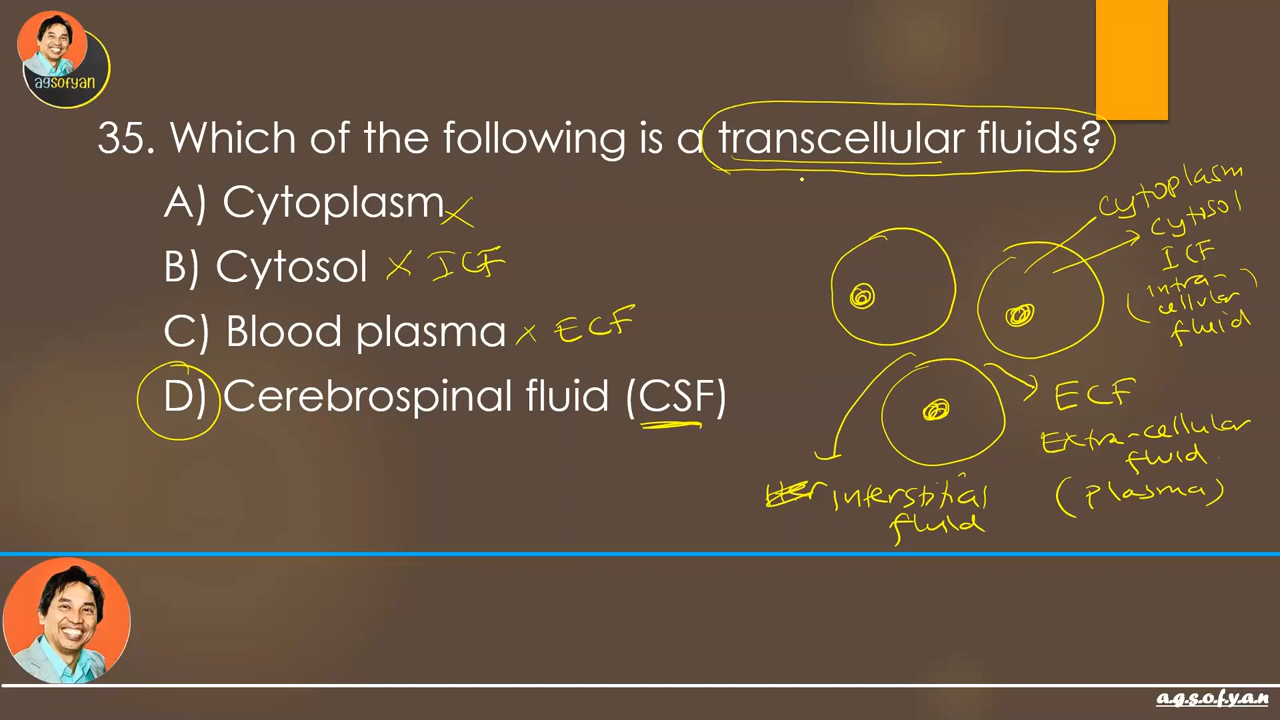 agsofyan
35. Which of the following is a transcellular fluids?
A) Cytoplasm X
B) Cytosol X ICF
C) Blood plasma x ECF
D) Cerebrospinal fluid (CSF)
Cytoplasm
Cytosol
ICF
(intra-
cellular)
fluid
ECF
Extra-cellular
fluid
(plasma)
interstitial
fluid
a.g.s.o.f.y.a.n